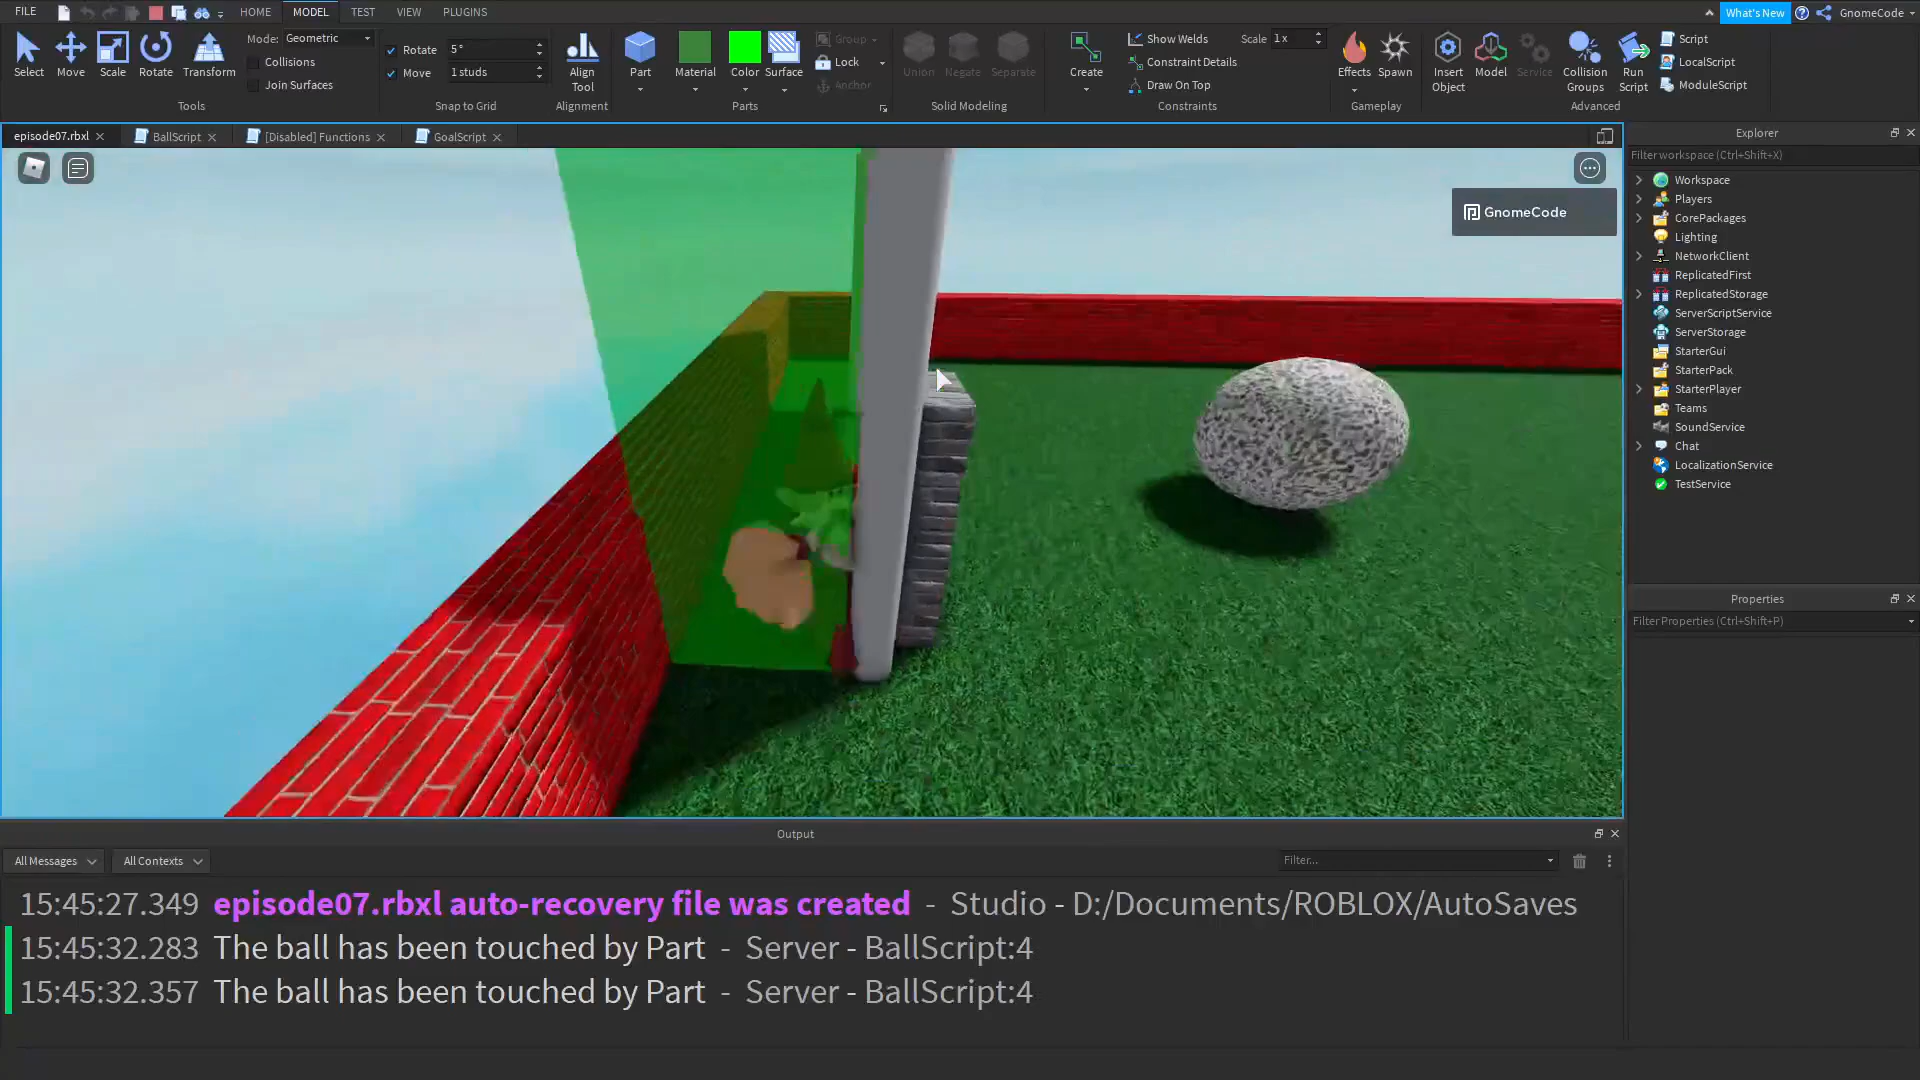 FILE HOME MODEL TEST VIEW PLUGINS What's New GnomeCode
Select Move Scale Rotate Transform
Mode: Geometric
Collisions
Join Surfaces
Tools
Rotate 5°
Move 1 studs
Snap to Grid
Align Tool
Alignment
Part Material Color Surface
Group
Lock
Anchor
Parts
Union Negate Separate
Solid Modeling
Create
Show Welds Scale 1x
Constraint Details
Draw On Top
Constraints
Effects Spawn
Gameplay
Insert Object Model Service Collision Groups Run Script
Script
LocalScript
ModuleScript
Advanced
episode07.rbxl BallScript [Disabled] Functions GoalScript
GnomeCode
Explorer
Filter workspace (Ctrl+Shift+X)
Workspace
Players
CorePackages
Lighting
NetworkClient
ReplicatedFirst
ReplicatedStorage
ServerScriptService
ServerStorage
StarterGui
StarterPack
StarterPlayer
Teams
SoundService
Chat
LocalizationService
TestService
Properties
Filter Properties (Ctrl+Shift+P)
Output
All Messages All Contexts Filter...
15:45:27.349 episode07.rbxl auto-recovery file was created - Studio - D:/Documents/ROBLOX/AutoSaves
15:45:32.283 The ball has been touched by Part - Server - BallScript:4
15:45:32.357 The ball has been touched by Part - Server - BallScript:4